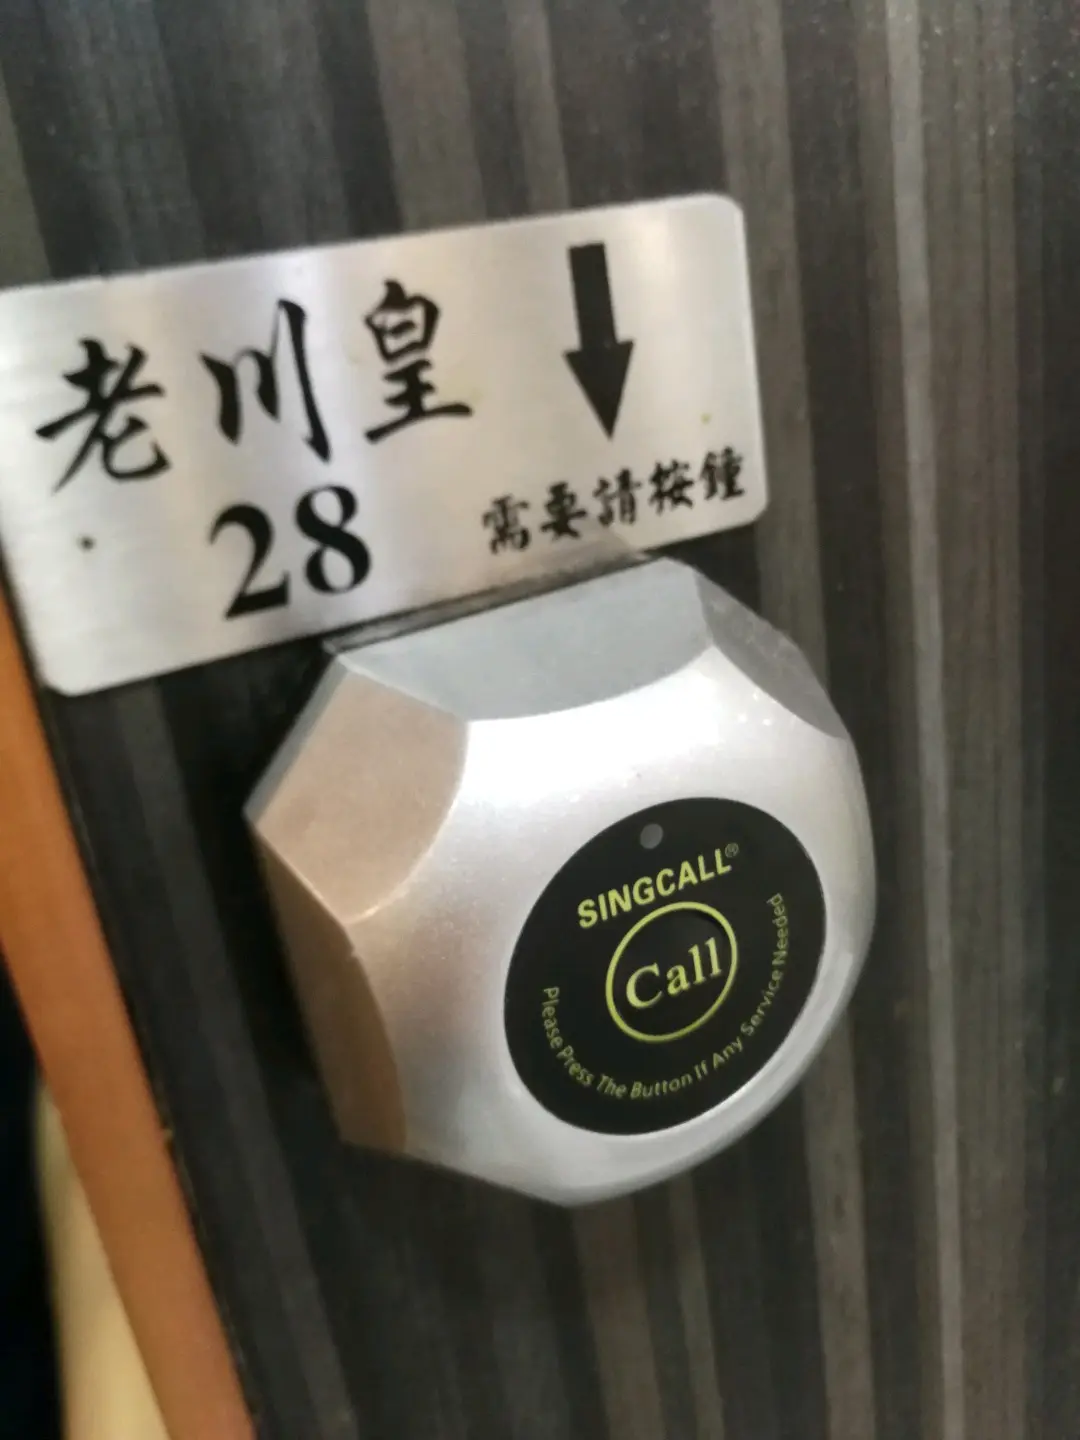 老川皇
28
需要請按鐘
SINGCALL®
Call
Please Press The Button If Any Service Needed